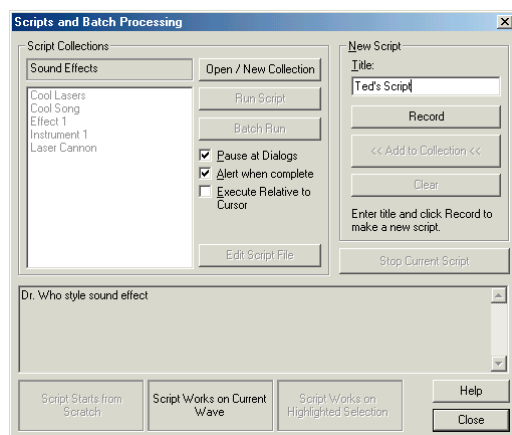 Scripts and Batch Processing
Script Collections
Sound Effects
Open / New Collection
Cool Lasers
Cool Song
Effect 1
Instrument 1
Laser Cannon
Run Script
Batch Run
Pause at Dialogs
Alert when complete
Execute Relative to
Cursor
Edit Script File
New Script
Title:
Ted's Script
Record
<< Add to Collection <<
Clear
Enter title and click Record to
make a new script.
Stop Current Script
Dr. Who style sound effect
Script Starts from
Scratch
Script Works on Current
Wave
Script Works on
Highlighted Selection
Help
Close